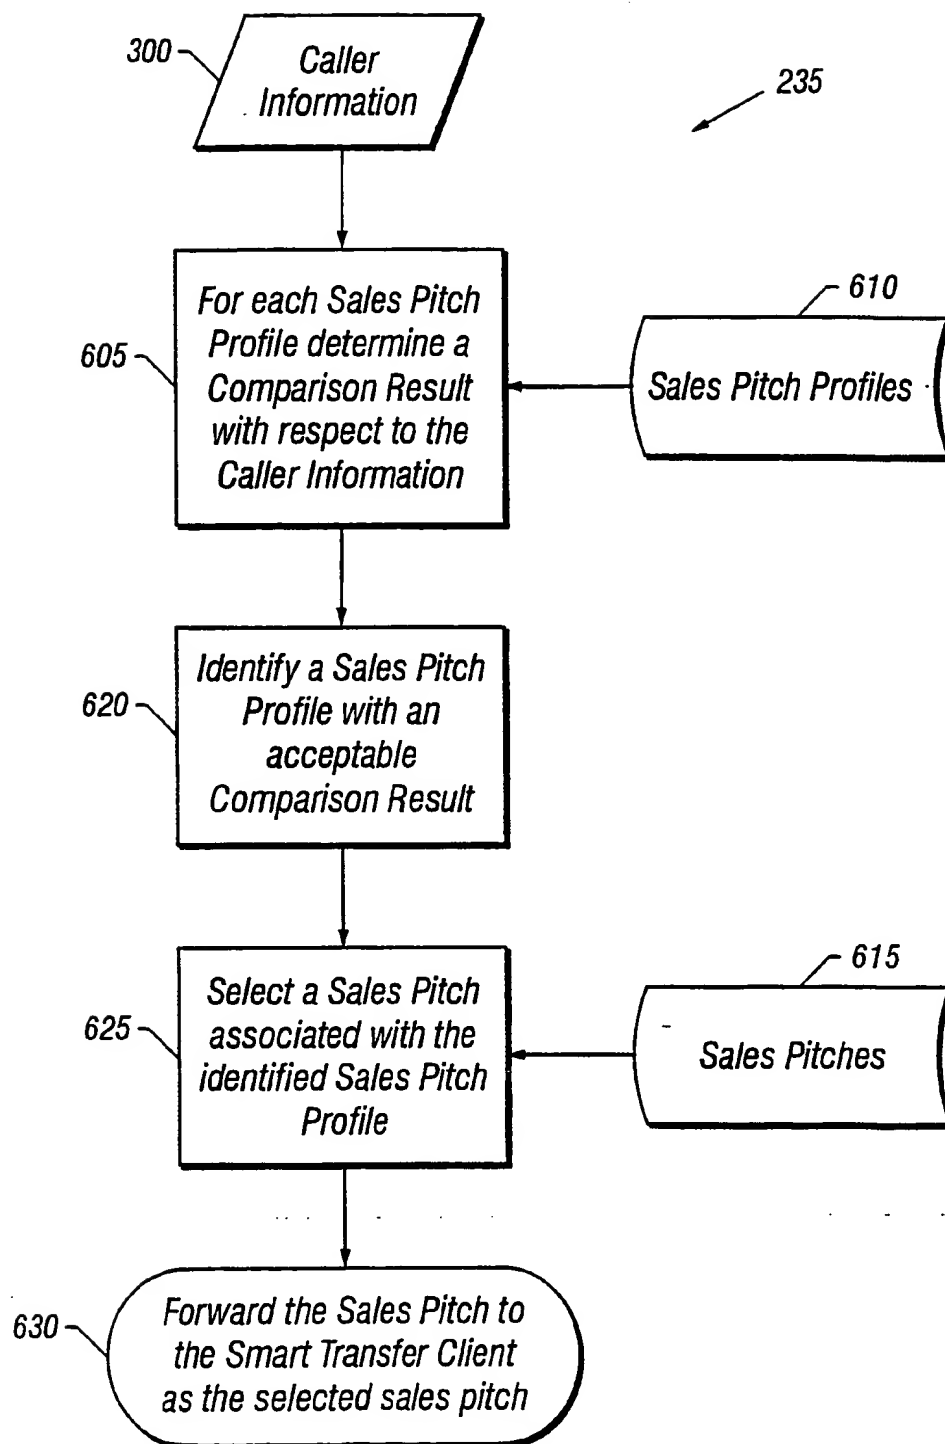 300
Caller
Information
235
605
For each Sales Pitch
Profile determine a
Comparison Result
with respect to the
Caller Information
610
Sales Pitch Profiles
620
Identify a Sales Pitch
Profile with an
acceptable
Comparison Result
625
Select a Sales Pitch
associated with the
identified Sales Pitch
Profile
615
Sales Pitches
630
Forward the Sales Pitch to
the Smart Transfer Client
as the selected sales pitch